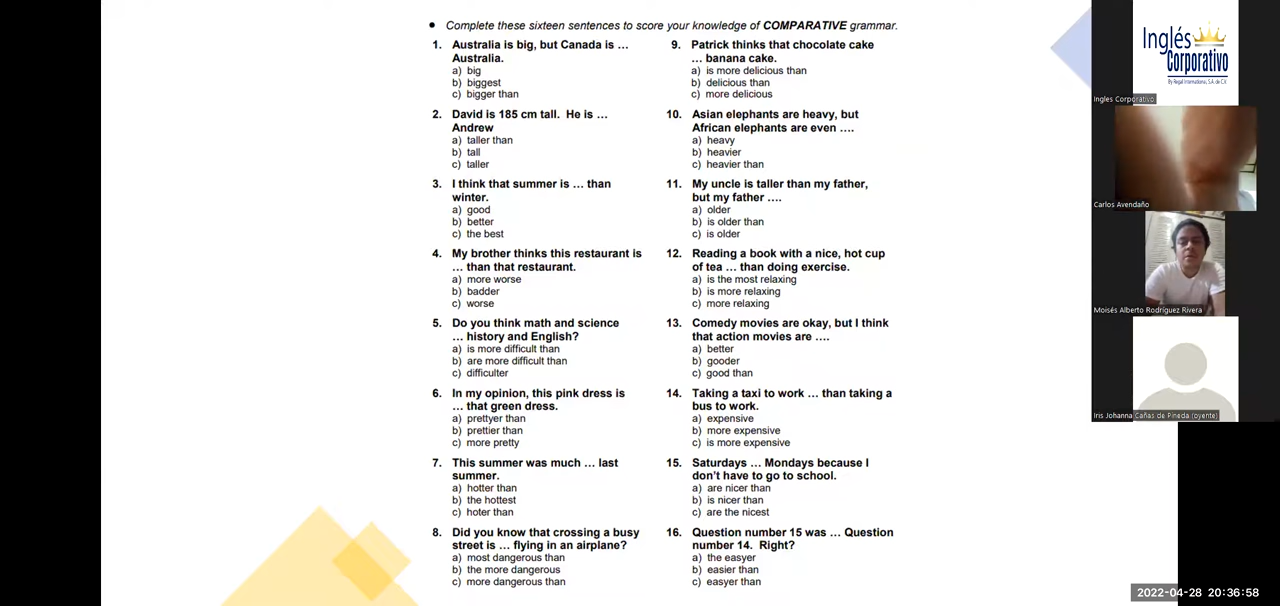 • Complete these sixteen sentences to score your knowledge of COMPARATIVE grammar.
1. Australia is big, but Canada is …
Australia.
a) big
b) biggest
c) bigger than
2. David is 185 cm tall. He is …
Andrew
a) taller than
b) tall
c) taller
3. I think that summer is … than
winter.
a) good
b) better
c) the best
4. My brother thinks this restaurant is
… than that restaurant.
a) more worse
b) badder
c) worse
5. Do you think math and science
… history and English?
a) is more difficult than
b) are more difficult than
c) difficulter
6. In my opinion, this pink dress is
… that green dress.
a) prettyer than
b) prettier than
c) more pretty
7. This summer was much … last
summer.
a) hotter than
b) the hottest
c) hoter than
8. Did you know that crossing a busy
street is … flying in an airplane?
a) most dangerous than
b) the more dangerous
c) more dangerous than
9. Patrick thinks that chocolate cake
… banana cake.
a) is more delicious than
b) delicious than
c) more delicious
10. Asian elephants are heavy, but
African elephants are even ….
a) heavy
b) heavier
c) heavier than
11. My uncle is taller than my father,
but my father ….
a) older
b) is older than
c) is older
12. Reading a book with a nice, hot cup
of tea … than doing exercise.
a) is the most relaxing
b) is more relaxing
c) more relaxing
13. Comedy movies are okay, but I think
that action movies are ….
a) better
b) gooder
c) good than
14. Taking a taxi to work … than taking a
bus to work.
a) expensive
b) more expensive
c) is more expensive
15. Saturdays … Mondays because I
don't have to go to school.
a) are nicer than
b) is nicer than
c) are the nicest
16. Question number 15 was … Question
number 14. Right?
a) the easyer
b) easier than
c) easyer than
Inglés
Corporativo
By Regal International, S.A. de C.V.
Ingles Corporativo
Carlos Avendaño
Moisés Alberto Rodríguez Rivera
Iris Johanna Cañas de Pineda (oyente)
2022-04-28 20:36:58